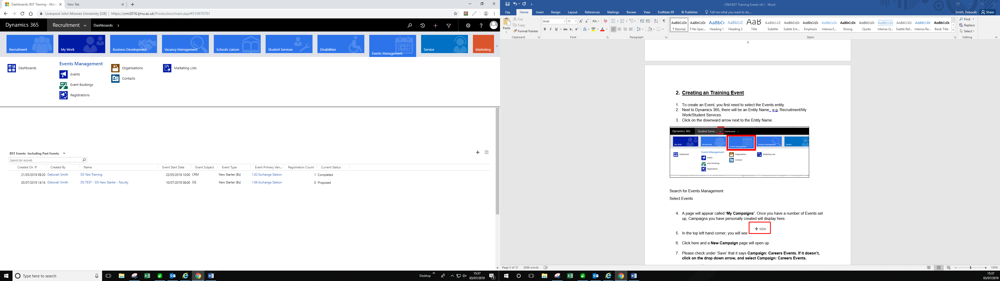 Dashboards: BST Training - Micro
New Tab
Liverpool John Moores University [GB] | https://crm2016.ljmu.ac.uk/Production/main.aspx#510970701
Dynamics 365
Recruitment
Dashboards
Recruitment
My Work
Business Development
Vacancy Management
Schools Liaison
Student Services
Disabilities
Events Management
Service
Marketing
Dashboards
Events Management
Events
Event Bookings
Registrations
Organisations
Contacts
Marketing Lists
BST Events -Including Past Events
Search for records
Created On Created By Name Event Start Date Event Subject Event Type Event Primary Ven... Registration Count Current Status
21/05/2019 09:20 Deborah Smith DS Test Training 23/05/2019 10:00 CRM New Starter (Bs) 1.02 Exchange Station 1 Completed
03/07/2019 14:14 Deborah Smith DS TEST - SIS New Starter - Faculty 10/07/2019 08:00 SIS New Starter (Bs) 1.06 Exchange Station 0 Proposed
Type here to search
Desktop
15:37
03/07/2019
CRM BST Training Events v0.1 - Word
File Home Insert Design Layout References Mailings Review View EndNote X9 BI Publisher Tell me what you want to do...
Smith, Deborah Share
Paste
Cut
Copy
Format Painter
Clipboard
Arial 11
Font
Paragraph
AaBbCcDc AaBbCcDc AaBbCc AaBbCcE AaB AaBbCcD AaBbCcDt AaBbCcDt AaBbCcDt AaBbCcDc AaBbCcDt AaBbCcDt AABBCCDC AABBCCDE AaBbCcDt
¶ Normal ¶ No Spac... Heading 1 Heading 2 Title Subtitle Subtle Em... Emphasis Intense E... Strong Quote Intense Q... Subtle Ref... Intense Re... Book Title
Styles
Find
Replace
Select
Editing
4
2. Creating an Training Event
1. To create an Event, you first need to select the Events entity.
2. Next to Dynamics 365, there will be an Entity Name,, e.g. Recruitment/My
Work/Student Services.
3. Click on the downward arrow next to the Entity Name.
Dynamics 365 Student Servic... Dashboards
My Work Recruitment Events Management Vacancy Management Service
Dashboards
Events Management
Events
Event Bookings
Registrations
Organisations
Contacts
Marketing Lists
Search for Events Management
Select Events
4. A page will appear called ‘My Campaigns’. Once you have a number of Events set
up, Campaigns you have personally created will display here.
5. In the top left hand corner, you will see + NEW
6. Click here and a New Campaign page will open up.
7. Please check under ‘Save’ that it says Campaign: Careers Events. If it doesn’t,
click on the drop down arrow, and select Campaign: Careers Events.
Page 5 of 31 2696 words
100%
15:37
03/07/2019